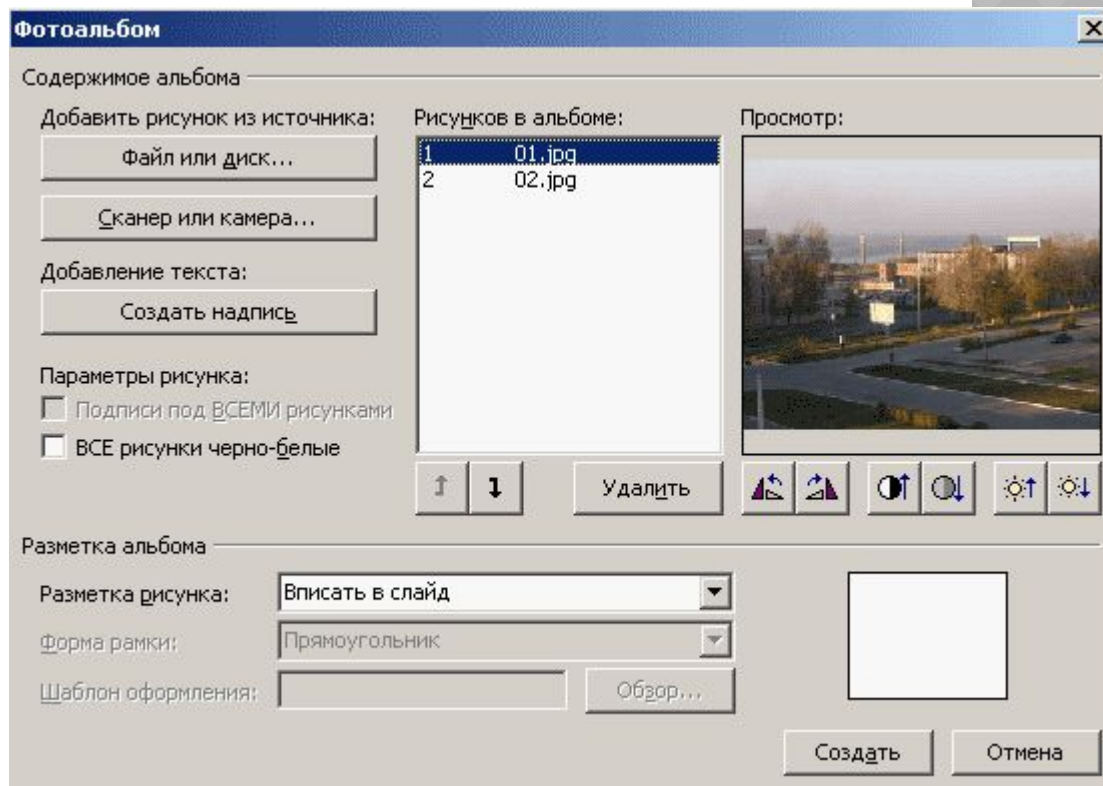 Фотоальбом
Содержимое альбома
Добавить рисунок из источника:
Файл или диск...
Сканер или камера...
Добавление текста:
Создать надпись
Параметры рисунка:
Подписи под ВСЕМИ рисунками
ВСЕ рисунки черно-белые
Рисунков в альбоме:
1 01.jpg
2 02.jpg
Удалить
Просмотр:
Разметка альбома
Разметка рисунка: Вписать в слайд
Форма рамки: Прямоугольник
Шаблон оформления: Обзор...
Создать Отмена